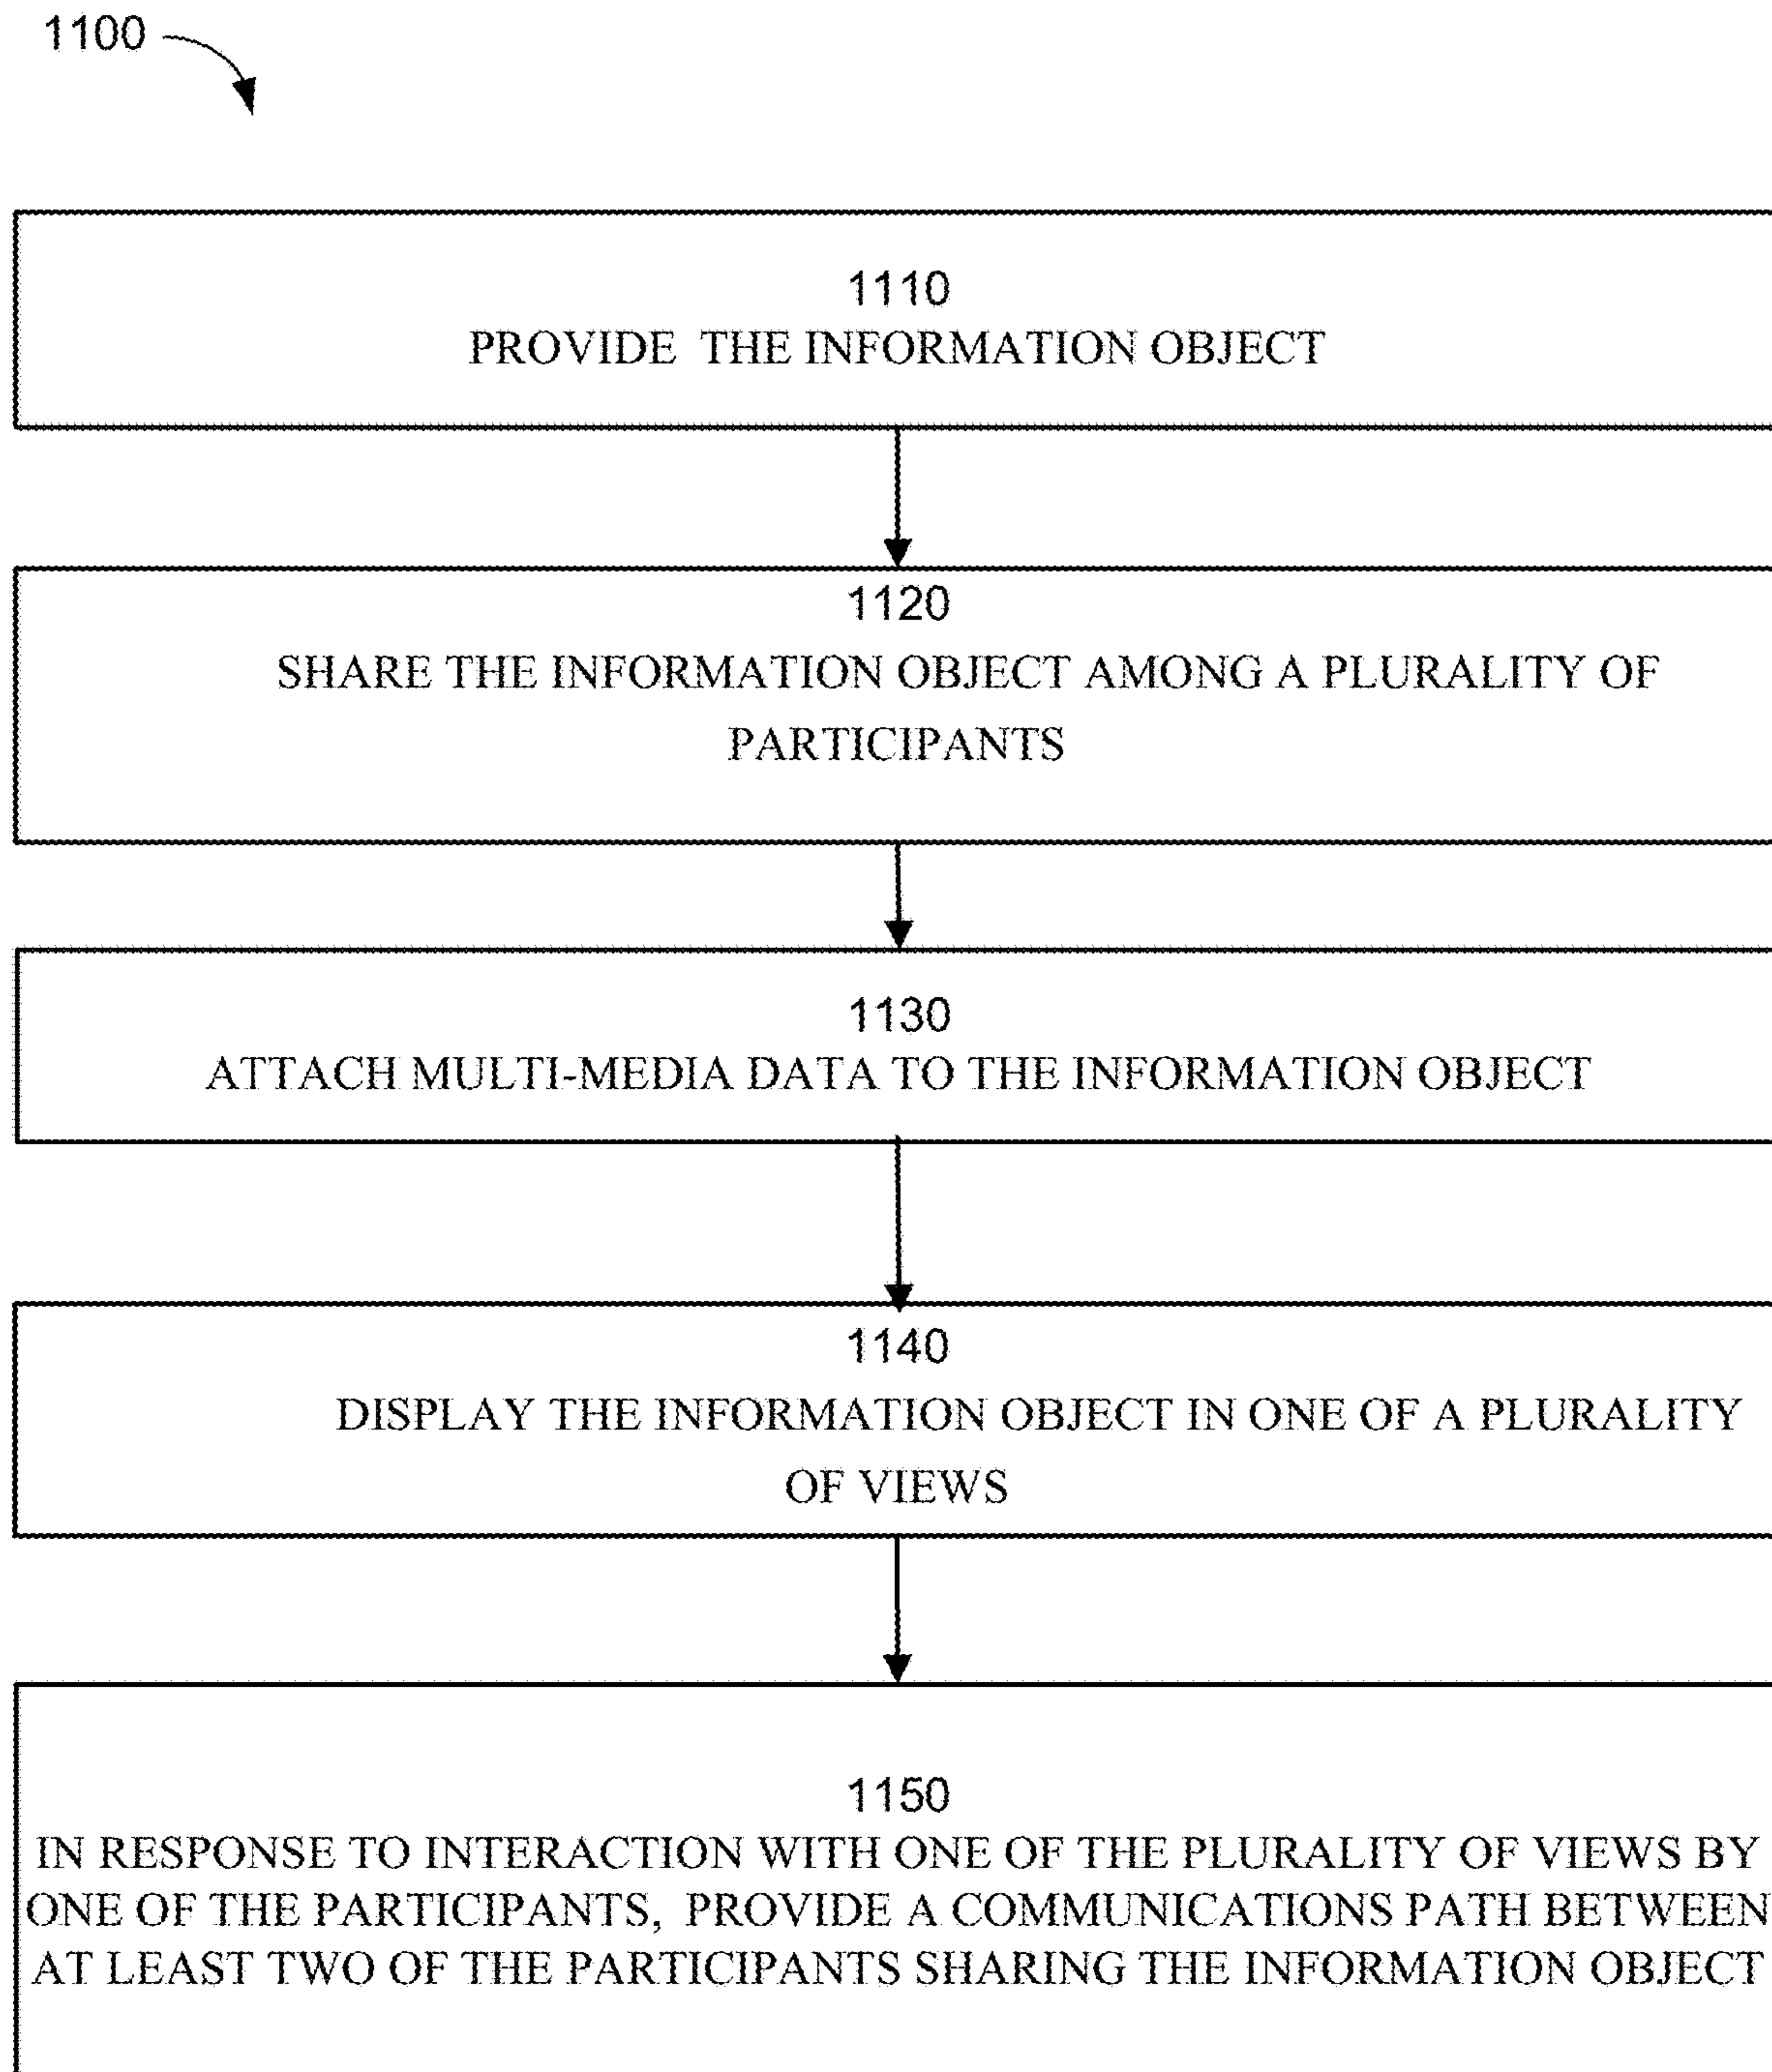 1100
1110
PROVIDE THE INFORMATION OBJECT
1120
SHARE THE INFORMATION OBJECT AMONG A PLURALITY OF
PARTICIPANTS
1130
ATTACH MULTI-MEDIA DATA TO THE INFORMATION OBJECT
1140
DISPLAY THE INFORMATION OBJECT IN ONE OF A PLURALITY
OF VIEWS
1150
IN RESPONSE TO INTERACTION WITH ONE OF THE PLURALITY OF VIEWS BY
ONE OF THE PARTICIPANTS, PROVIDE A COMMUNICATIONS PATH BETWEEN
AT LEAST TWO OF THE PARTICIPANTS SHARING THE INFORMATION OBJECT